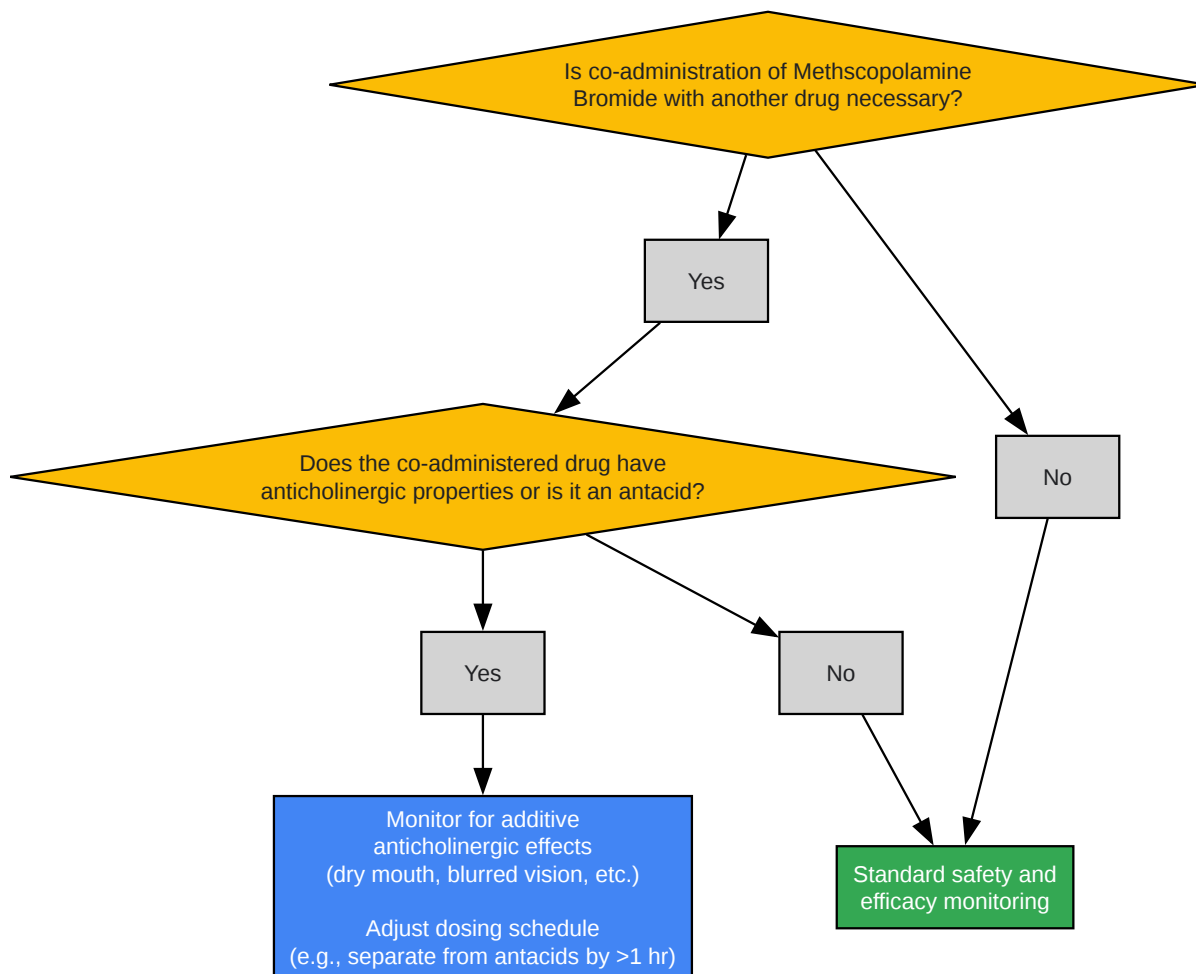 Is co-administration of Methscopolamine
Bromide with another drug necessary?
Yes
No
Does the co-administered drug have
anticholinergic properties or is it an antacid?
Yes
No
Monitor for additive
anticholinergic effects
(dry mouth, blurred vision, etc.)
Adjust dosing schedule
(e.g., separate from antacids by >1 hr)
Standard safety and
efficacy monitoring